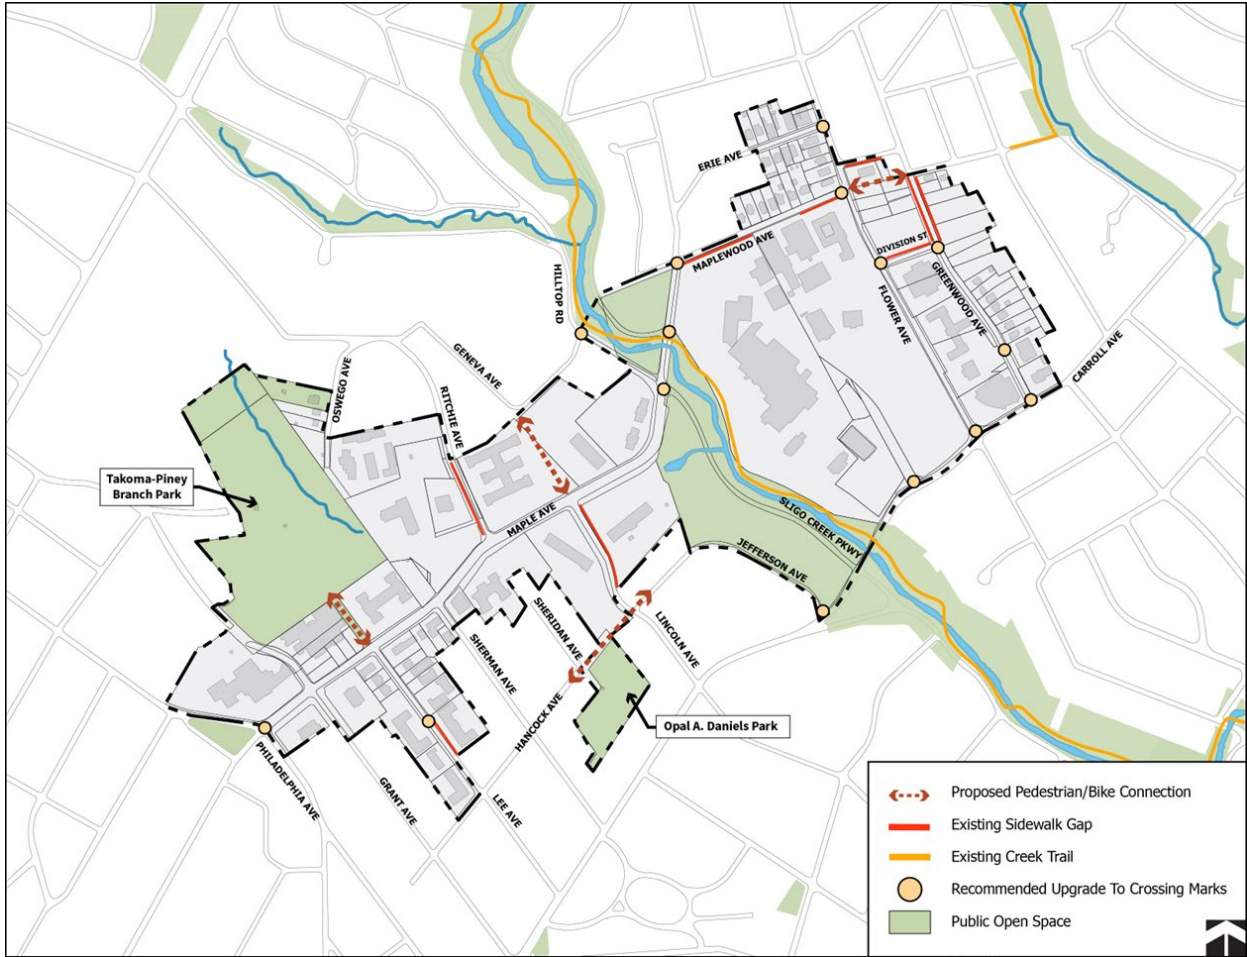 ERIE AVE
MAPLEWOOD AVE
DIVISION ST
HILLTOP RD
FLOWER AVE
GREENWOOD AVE
CARROLL AVE
GENEVA AVE
OSWEGO AVE
RITCHIE AVE
Takoma-Piney
Branch Park
MAPLE AVE
SLIGO CREEK PKWY
JEFFERSON AVE
SHERIDAN AVE
LINCOLN AVE
SHERMAN AVE
HANCOCK AVE
Opal A. Daniels Park
PHILADELPHIA AVE
GRANT AVE
LEE AVE
Proposed Pedestrian/Bike Connection
Existing Sidewalk Gap
Existing Creek Trail
Recommended Upgrade To Crossing Marks
Public Open Space